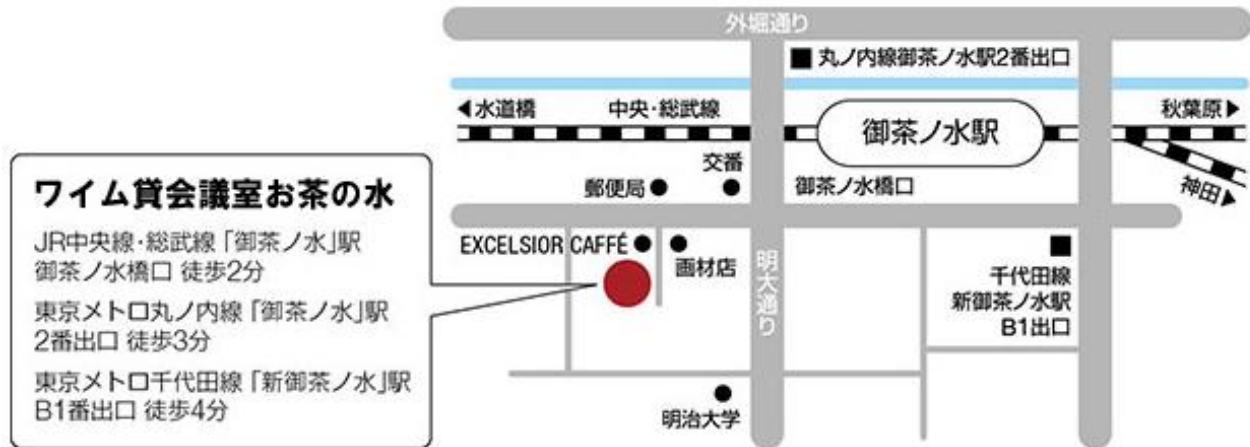 外堀通り
丸ノ内線御茶ノ水駅2番出口
◀水道橋
中央・総武線
御茶ノ水駅
秋葉原▶
神田▶
交番
郵便局
御茶ノ水橋口
EXCELSIOR CAFFÉ
画材店
明大通り
千代田線
新御茶ノ水駅
B1出口
明治大学
ワイム貸会議室お茶の水
JR中央線・総武線「御茶ノ水」駅
御茶ノ水橋口 徒歩2分
東京メトロ丸ノ内線「御茶ノ水」駅
2番出口 徒歩3分
東京メトロ千代田線「新御茶ノ水」駅
B1番出口 徒歩4分